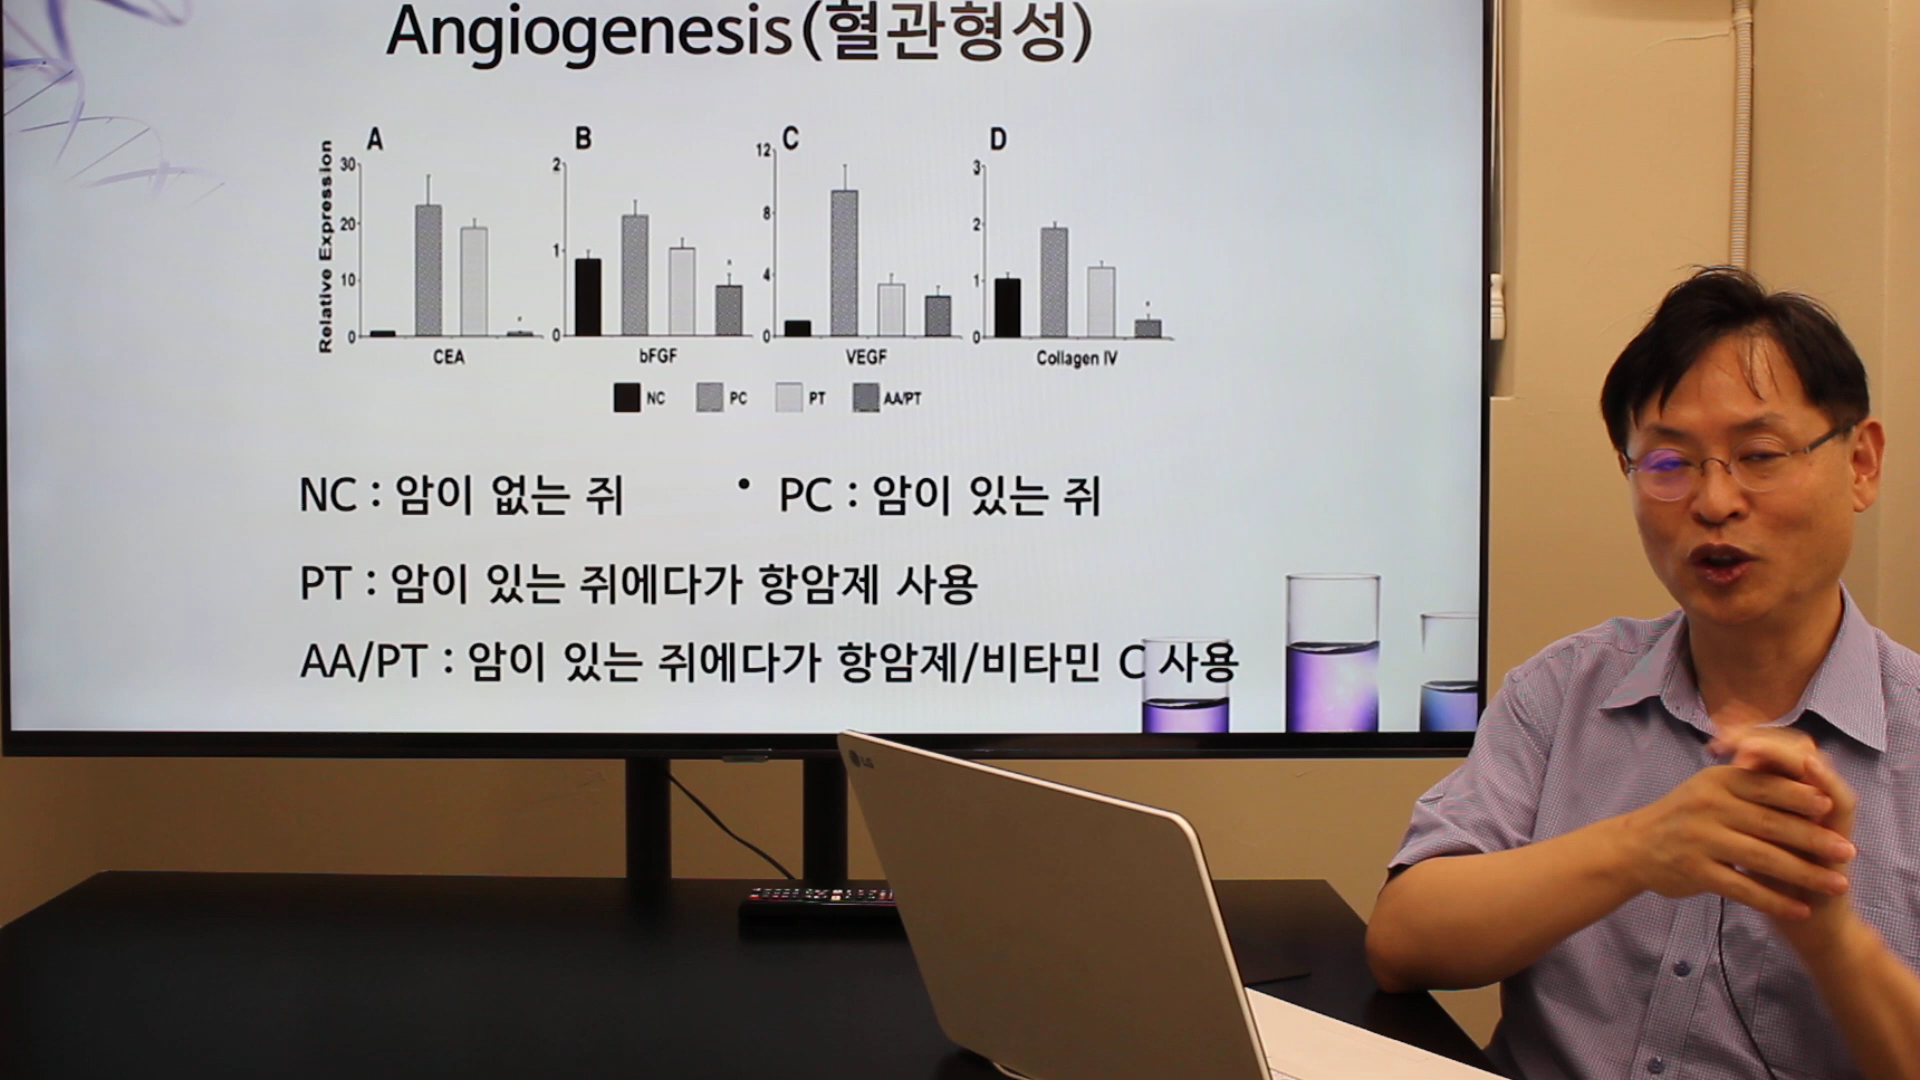 Angiogenesis(혈관형성)
A B C D
Relative Expression
30 20 10 0
2 1 0
12 8 4 0
3 2 1 0
CEA bFGF VEGF Collagen IV
NC PC PT AA/PT
NC : 암이 없는 쥐 • PC : 암이 있는 쥐
PT : 암이 있는 쥐에다가 항암제 사용
AA/PT : 암이 있는 쥐에다가 항암제/비타민 C 사용
LG